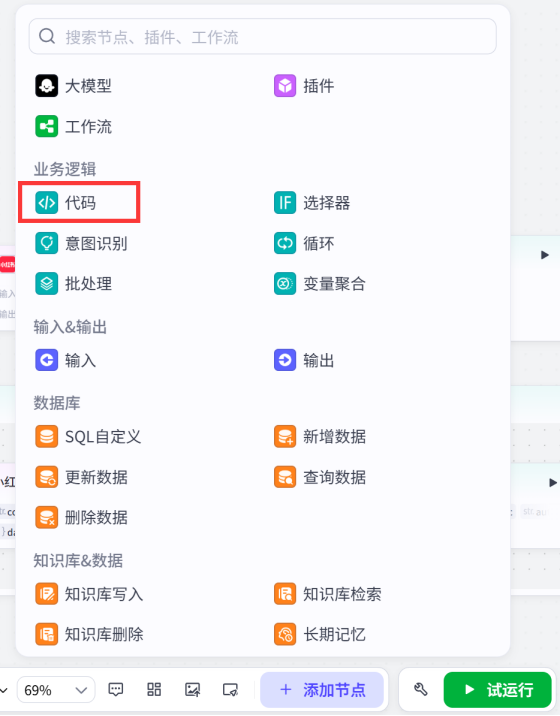 搜索节点、插件、工作流
大模型
插件
工作流
业务逻辑
代码
IF 选择器
意图识别
循环
批处理
变量聚合
输入&输出
输入
输出
数据库
SQL自定义
新增数据
更新数据
查询数据
删除数据
知识库&数据
知识库写入
知识库检索
知识库删除
长期记忆
69%
添加节点
试运行